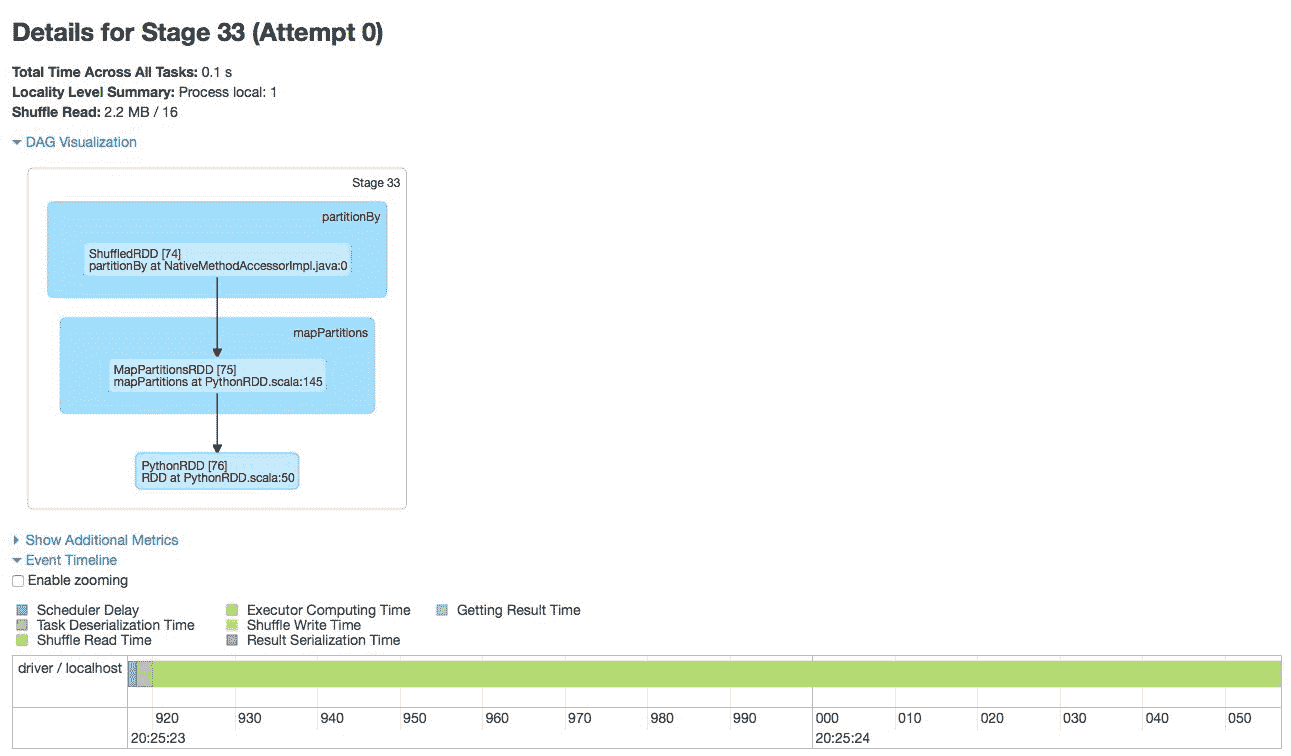 Details for Stage 33 (Attempt 0)
Total Time Across All Tasks: 0.1 s
Locality Level Summary: Process local: 1
Shuffle Read: 2.2 MB / 16
DAG Visualization
Stage 33
partitionBy
ShuffledRDD [74]
partitionBy at NativeMethodAccessorImpl.java:0
mapPartitions
MapPartitionsRDD [75]
mapPartitions at PythonRDD.scala:145
PythonRDD [76]
RDD at PythonRDD.scala:50
Show Additional Metrics
Event Timeline
Enable zooming
Scheduler Delay Executor Computing Time Getting Result Time
Task Deserialization Time Shuffle Write Time
Shuffle Read Time Result Serialization Time
driver / localhost
920 930 940 950 960 970 980 990 000 010 020 030 040 050
20:25:23 20:25:24